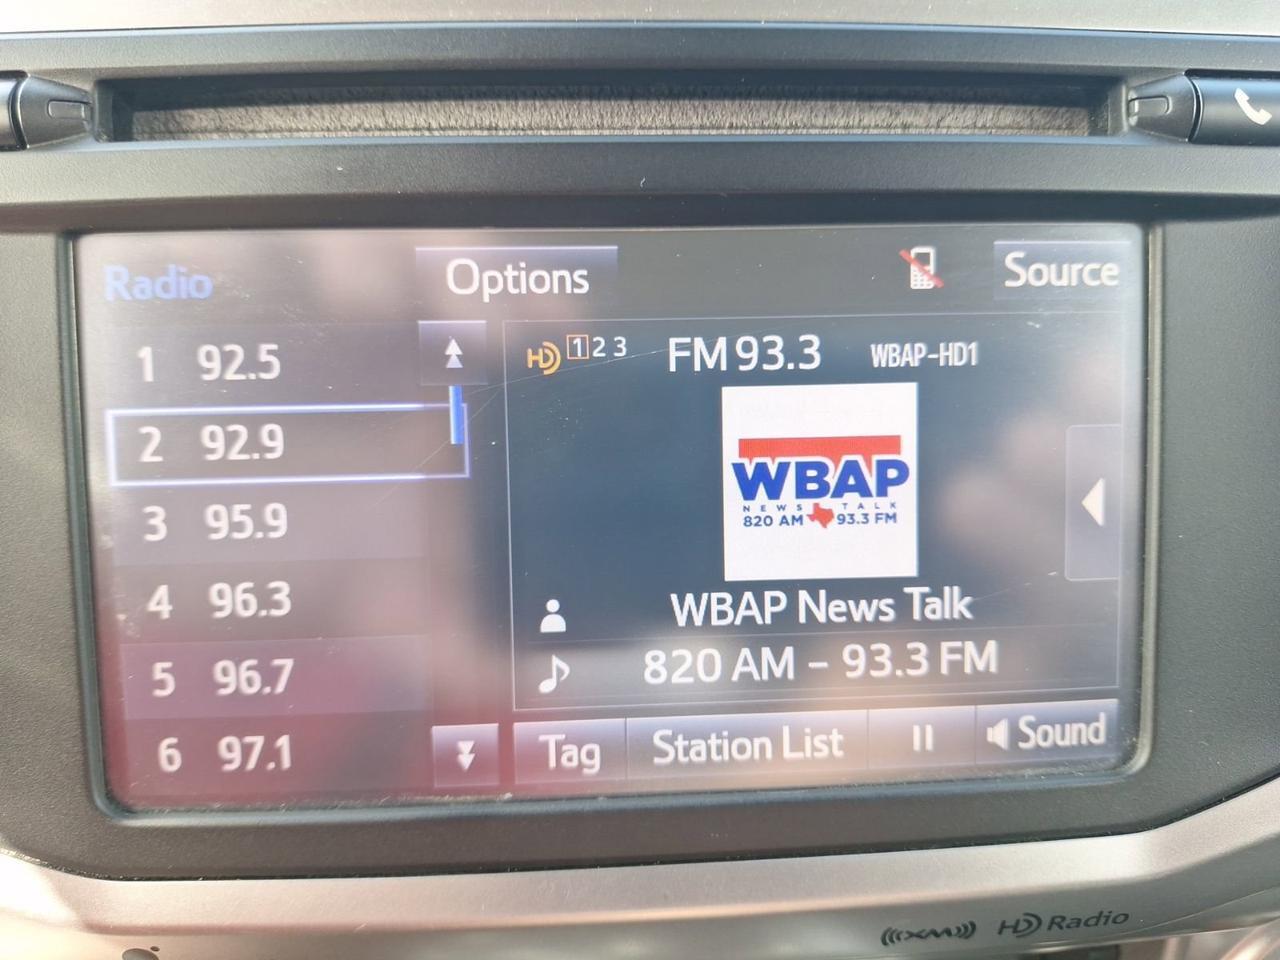 Radio
Options
Source
1 92.5
2 92.9
3 95.9
4 96.3
5 96.7
6 97.1
HD 1 2 3
FM 93.3
WBAP-HD1
WBAP
NEWS TALK
820 AM 93.3 FM
WBAP News Talk
820 AM - 93.3 FM
Tag
Station List
Sound
((XM)) HD Radio